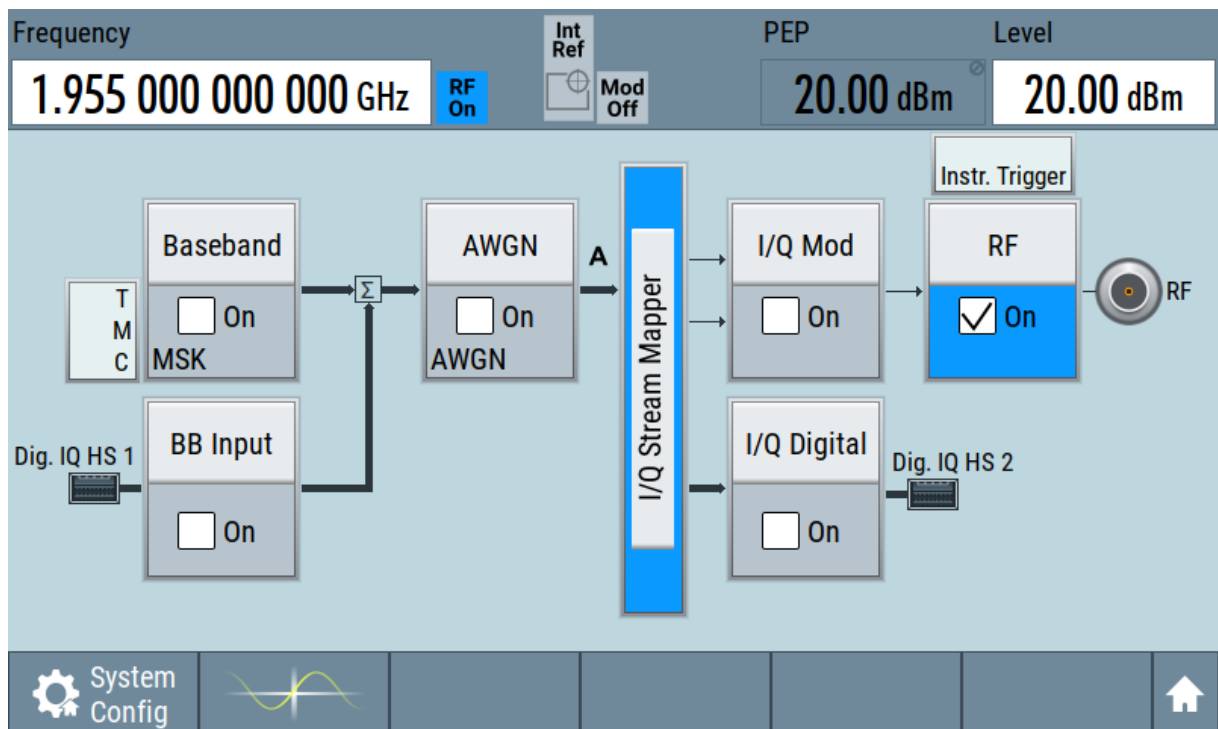 Frequency
Int
Ref
PEP
Level
1.955 000 000 000 GHz
RF
On
Mod
Off
20.00 dBm
20.00 dBm
Instr. Trigger
Baseband
AWGN
A
I/Q Mod
RF
T
M
C
On
MSK
Σ
On
AWGN
I/Q Stream Mapper
On
On
RF
BB Input
I/Q Digital
Dig. IQ HS 1
Dig. IQ HS 2
On
On
System
Config